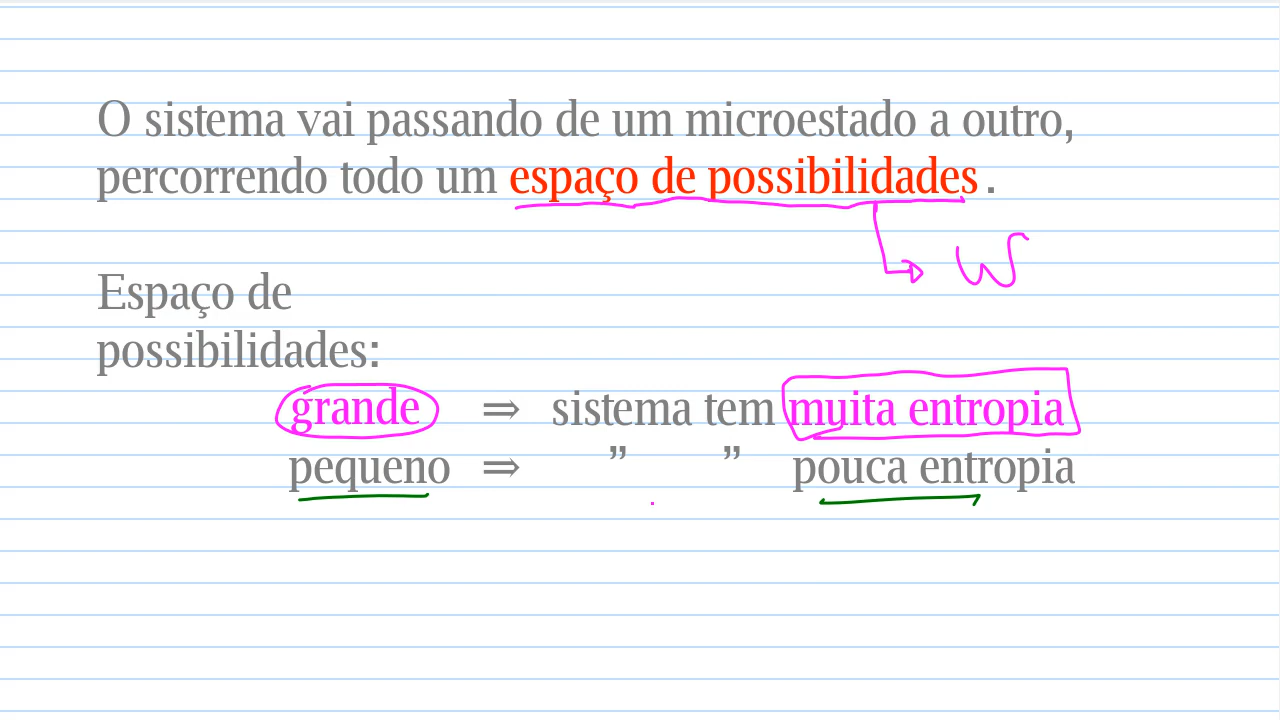 O sistema vai passando de um microestado a outro,
percorrendo todo um espaço de possibilidades.
W
Espaço de
possibilidades:
grande ⇒ sistema tem muita entropia
pequeno ⇒ ” ” pouca entropia